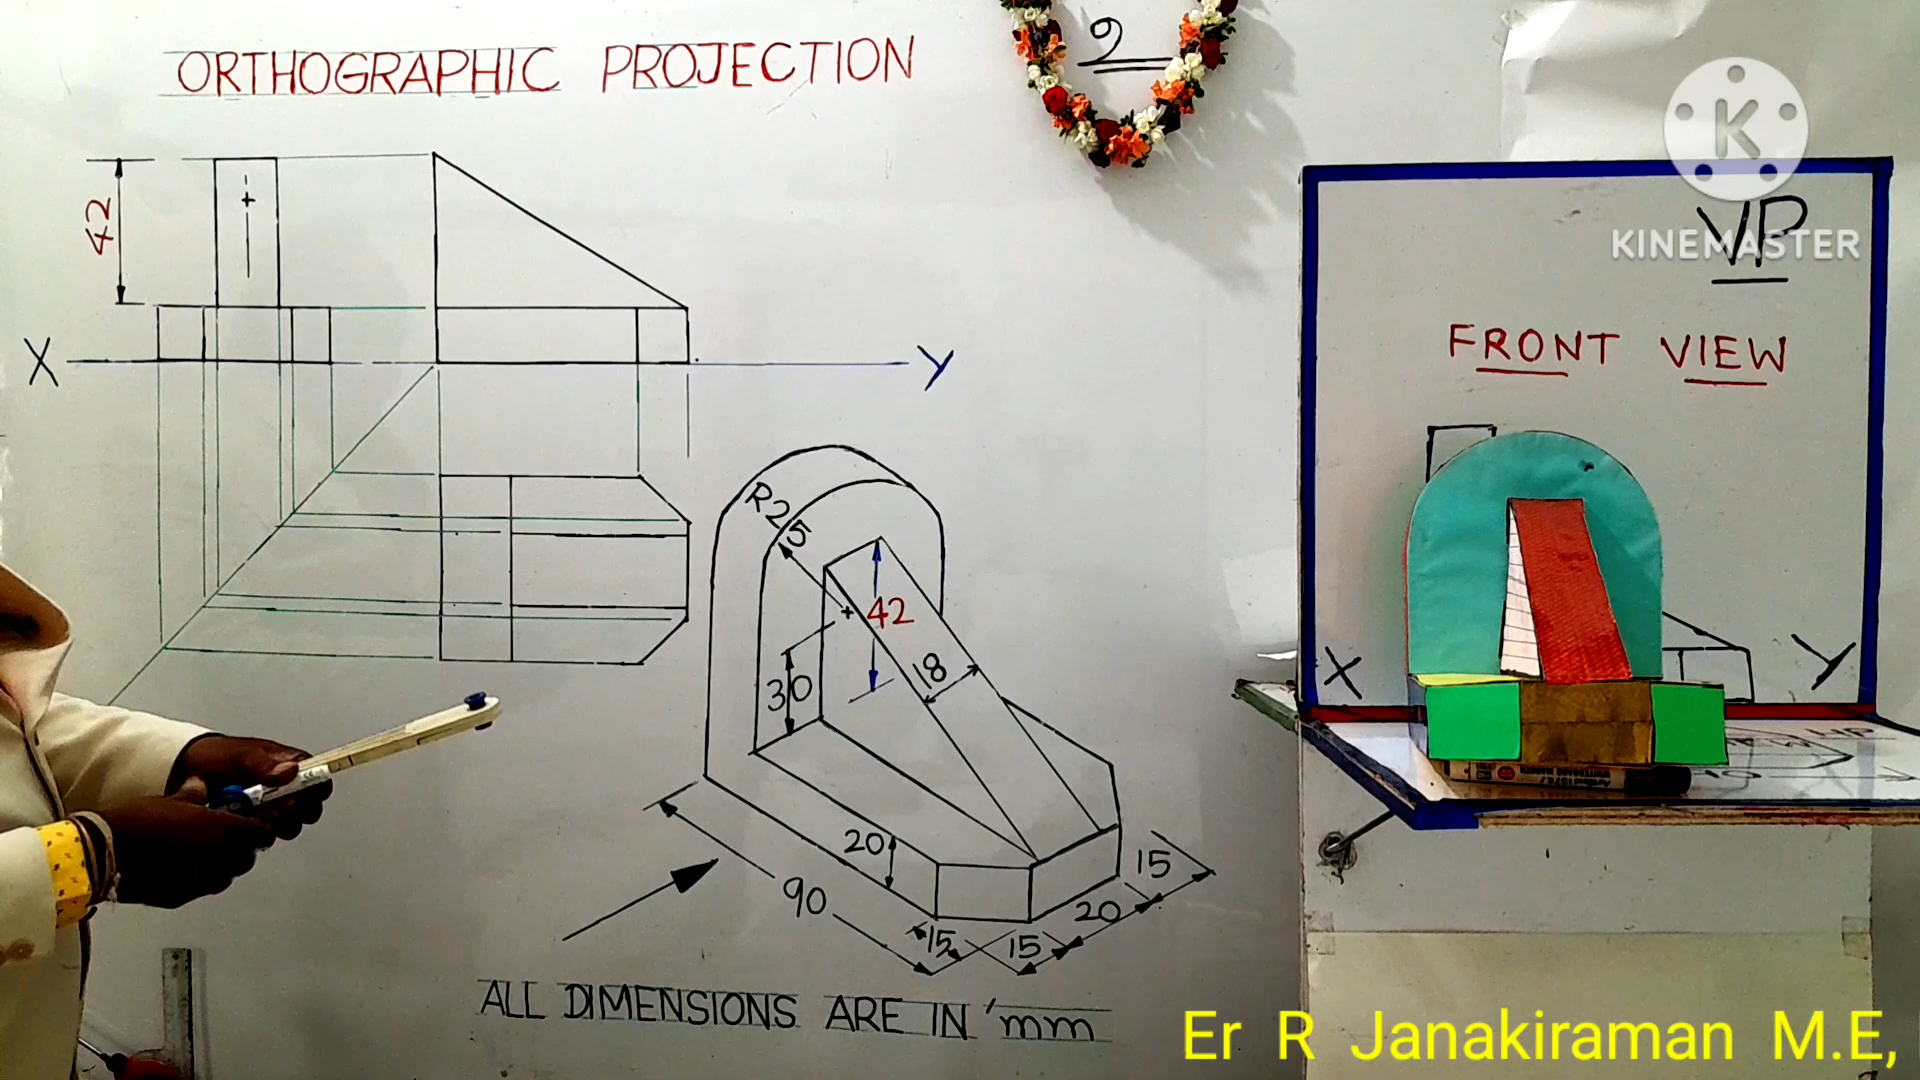 ORTHOGRAPHIC PROJECTION
KINEMASTER
VP
FRONT VIEW
42
X
Y
R25
42
18
30
20
90
15
15
20
15
X
Y
HP
ALL DIMENSIONS ARE IN 'mm
Er R Janakiraman M.E,